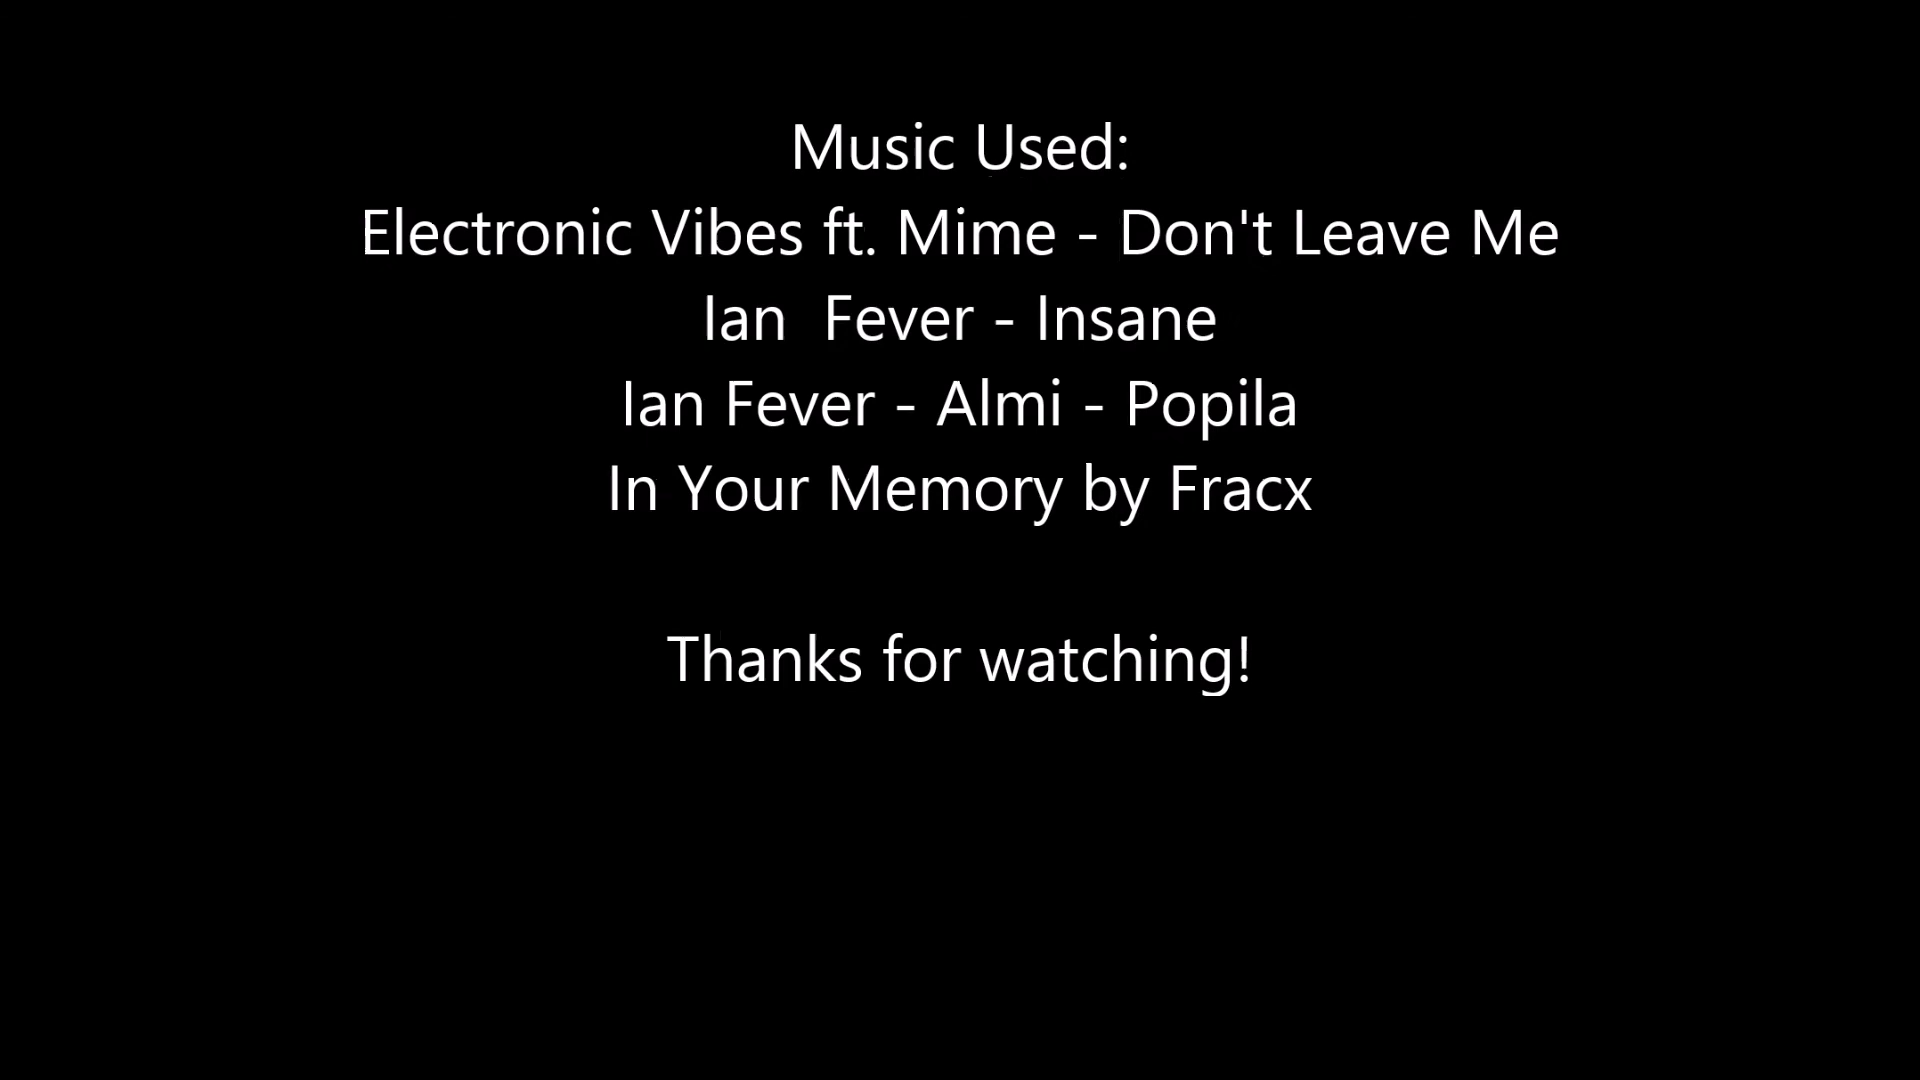 Music Used:
Electronic Vibes ft. Mime - Don't Leave Me
Ian  Fever - Insane
Ian Fever - Almi - Popila
In Your Memory by Fracx
Thanks for watching!